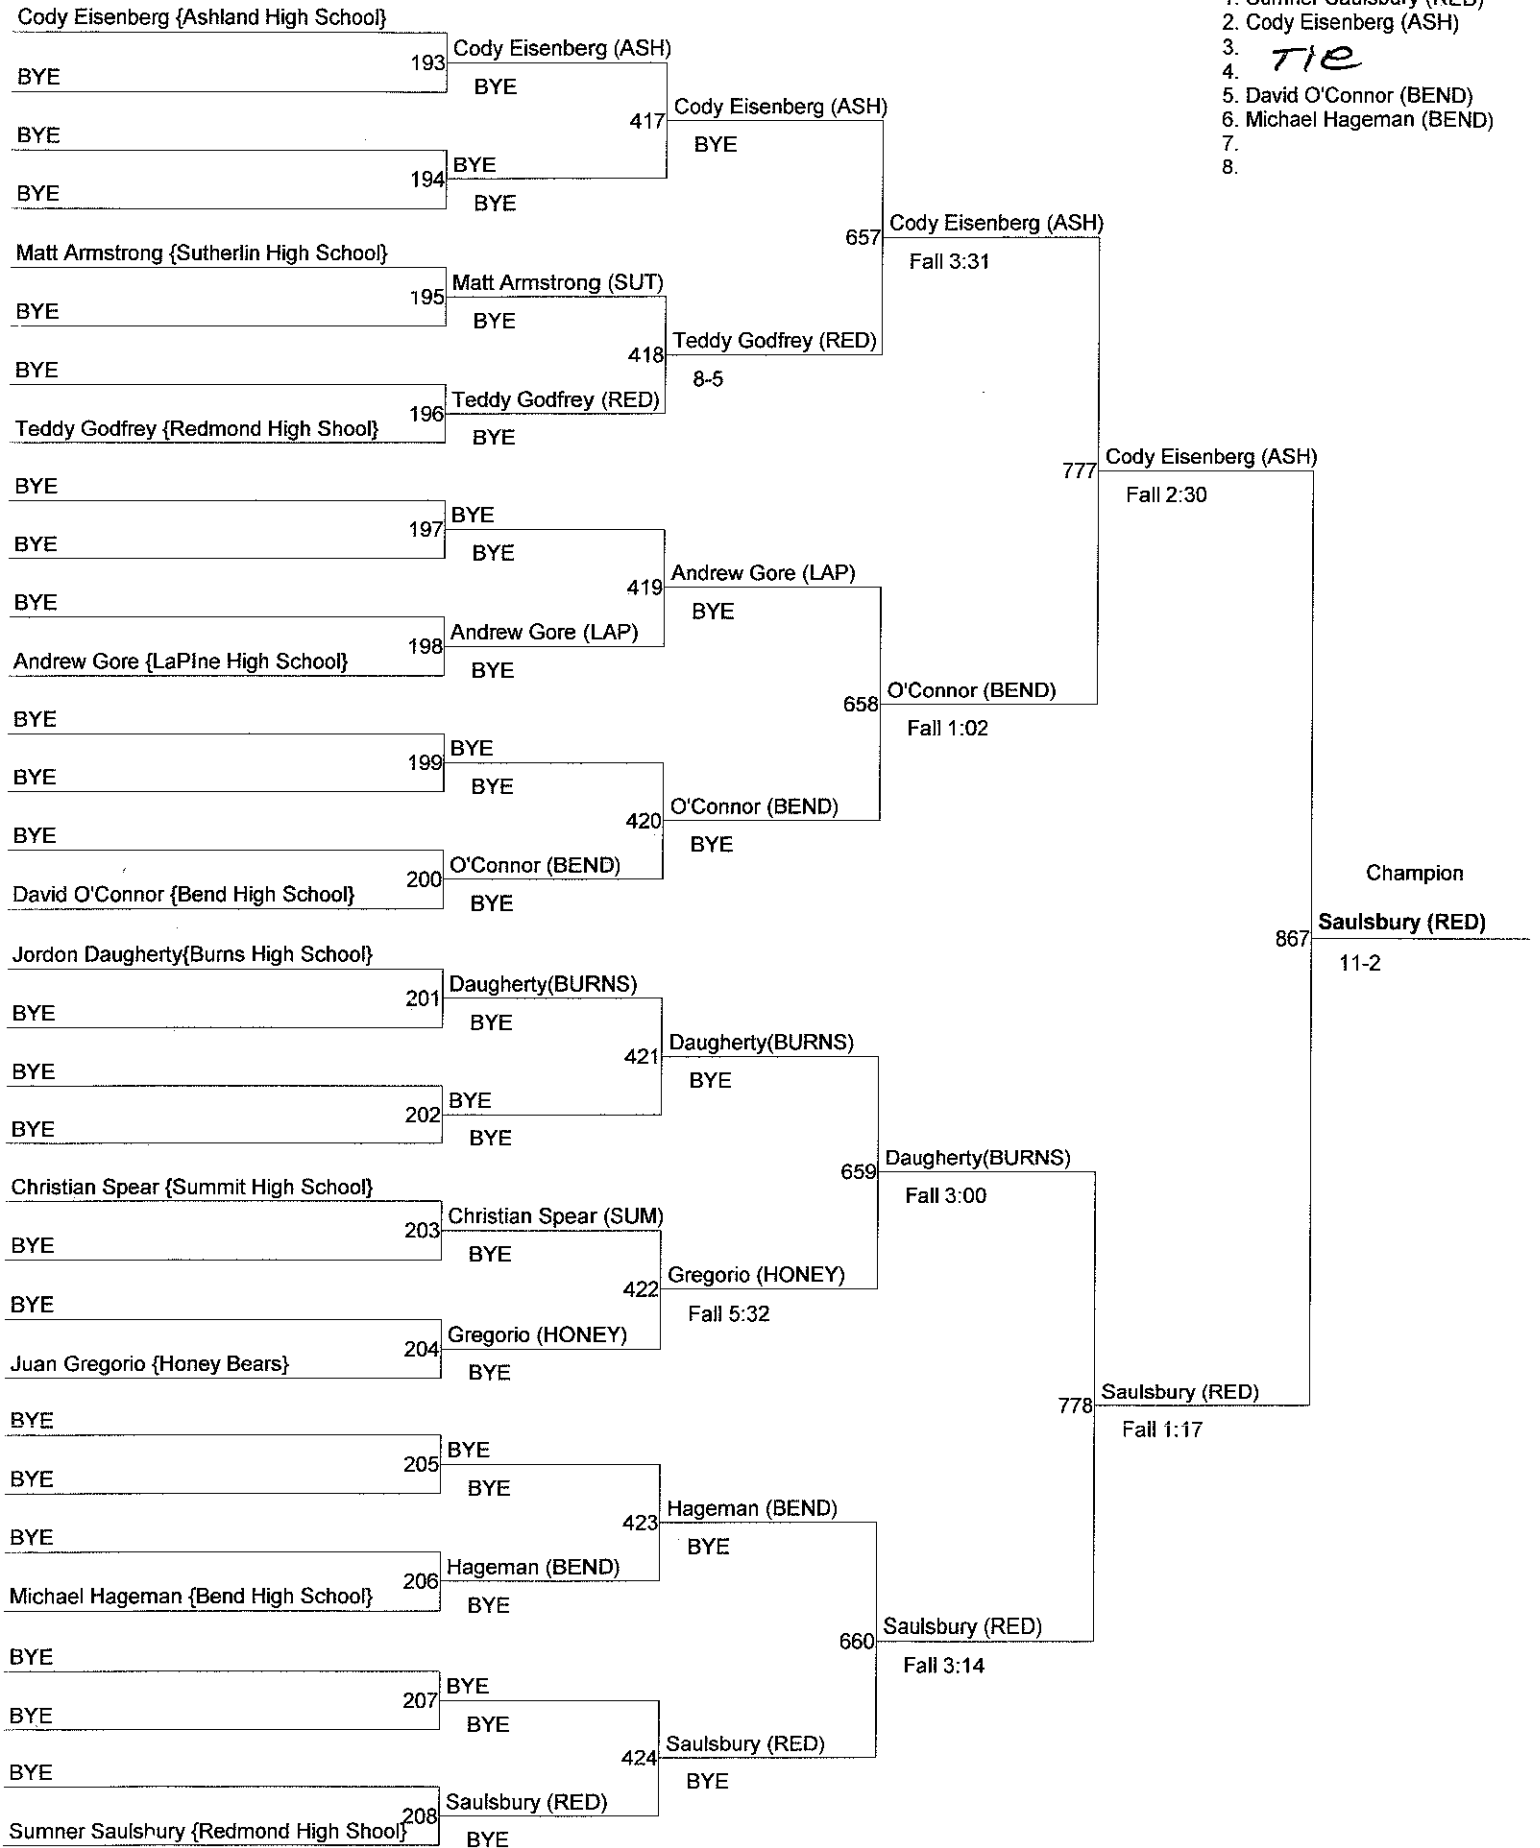 Cody Eisenberg {Ashland High School}
193
BYE
BYE
194
BYE
Matt Armstrong {Sutherlin High School}
195
BYE
BYE
196
Teddy Godfrey {Redmond High Shool}
BYE
197
BYE
BYE
198
Andrew Gore {LaPIne High School}
BYE
199
BYE
BYE
200
David O'Connor {Bend High School}
Jordon Daugherty{Burns High School}
201
BYE
BYE
202
BYE
Christian Spear {Summit High School}
203
BYE
BYE
204
Juan Gregorio {Honey Bears}
BYE
205
BYE
BYE
206
Michael Hageman {Bend High School}
BYE
207
BYE
BYE
208
Sumner Saulsbury {Redmond High Shool}
Cody Eisenberg (ASH)
BYE
417
BYE
BYE
Matt Armstrong (SUT)
BYE
418
Teddy Godfrey (RED)
BYE
BYE
BYE
419
Andrew Gore (LAP)
BYE
BYE
BYE
420
O'Connor (BEND)
BYE
Daugherty(BURNS)
BYE
421
BYE
BYE
Christian Spear (SUM)
BYE
422
Gregorio (HONEY)
BYE
BYE
BYE
423
Hageman (BEND)
BYE
BYE
BYE
424
Saulsbury (RED)
BYE
Cody Eisenberg (ASH)
BYE
657
Teddy Godfrey (RED)
8-5
Andrew Gore (LAP)
BYE
658
O'Connor (BEND)
BYE
Daugherty(BURNS)
BYE
659
Gregorio (HONEY)
Fall 5:32
Hageman (BEND)
BYE
660
Saulsbury (RED)
BYE
Cody Eisenberg (ASH)
Fall 3:31
777
O'Connor (BEND)
Fall 1:02
Daugherty(BURNS)
Fall 3:00
778
Saulsbury (RED)
Fall 3:14
Cody Eisenberg (ASH)
Fall 2:30
867
Saulsbury (RED)
Fall 1:17
Champion
Saulsbury (RED)
11-2
1. Sumner Saulsbury (RED)
2. Cody Eisenberg (ASH)
3.
TIE
4.
5. David O'Connor (BEND)
6. Michael Hageman (BEND)
7.
8.